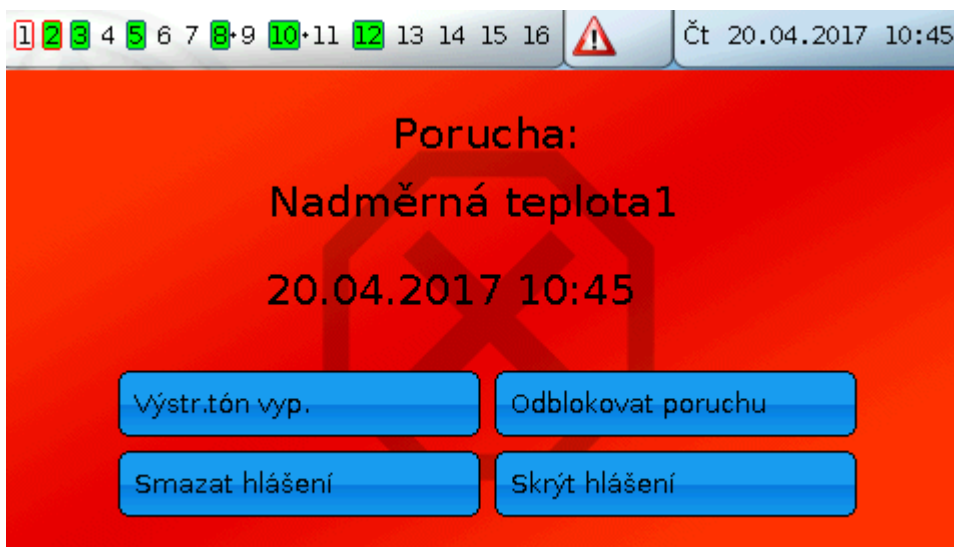 1 2 3 4 5 6 7 8+9 10+11 12 13 14 15 16 Čt 20.04.2017 10:45
Porucha:
Nadměrná teplota1
20.04.2017 10:45
Výstr.tón vyp. Odblokovat poruchu
Smazat hlášení Skrýt hlášení